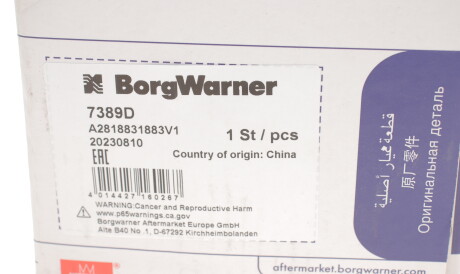 BorgWarner
7389D
A2818831883V1
20230810
1 St / pcs
EAC
Country of origin: China
4 014427 160267
WARNING:Cancer and Reproductive Harm
www.p65warnings.ca.gov
Borgwarner Aftermarket Europe GmbH
Alte B40 No .1, D-67292 Kirchheimbolanden
قطعة غيار أصلية
原厂零件
Оригинальная деталь
aftermarket.borgwarner